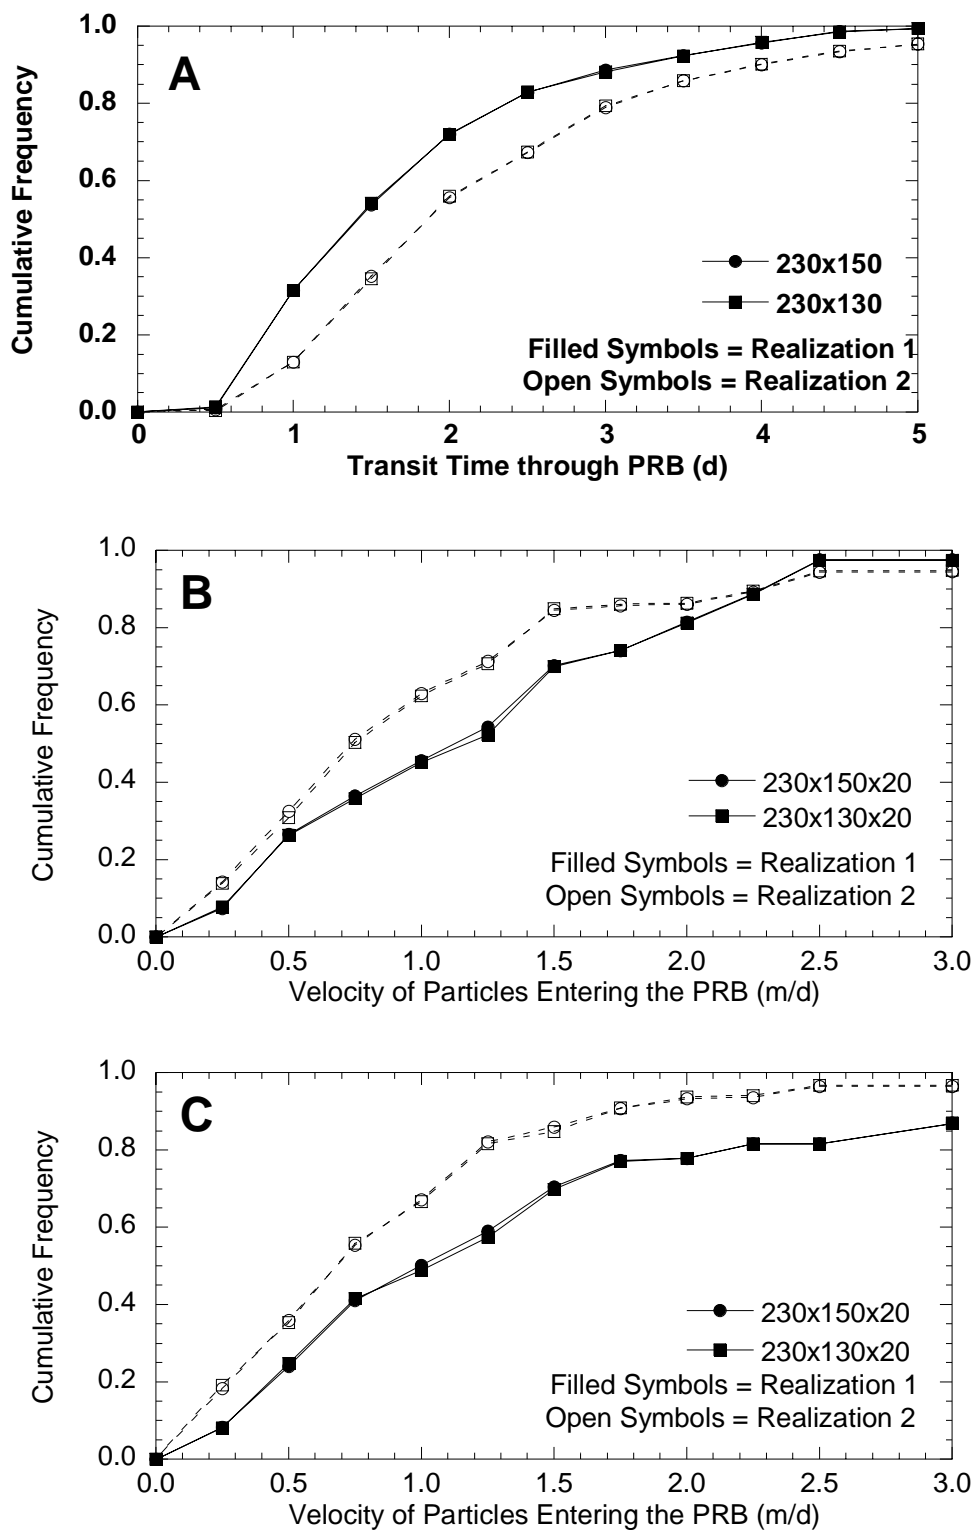 A
1.0
0.8
0.6
0.4
0.2
0.0
Cumulative Frequency
230x150
230x130
Filled Symbols = Realization 1
Open Symbols = Realization 2
0 1 2 3 4 5
Transit Time through PRB (d)
B
1.0
0.8
0.6
0.4
0.2
0.0
Cumulative Frequency
230x150x20
230x130x20
Filled Symbols = Realization 1
Open Symbols = Realization 2
0.0 0.5 1.0 1.5 2.0 2.5 3.0
Velocity of Particles Entering the PRB (m/d)
C
1.0
0.8
0.6
0.4
0.2
0.0
Cumulative Frequency
230x150x20
230x130x20
Filled Symbols = Realization 1
Open Symbols = Realization 2
0.0 0.5 1.0 1.5 2.0 2.5 3.0
Velocity of Particles Entering the PRB (m/d)